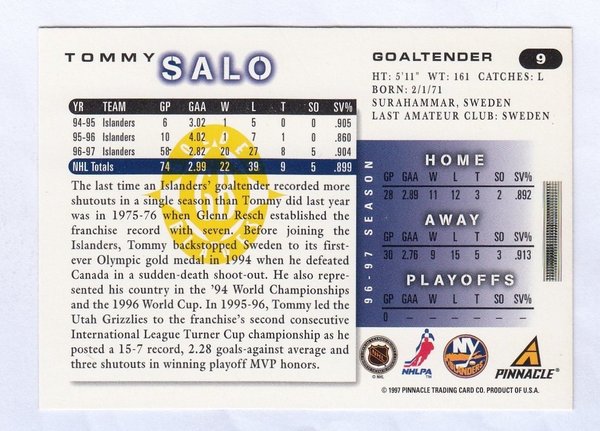 TOMMY SALO
GOALTENDER 9
HT: 5'11" WT: 161 CATCHES: L
BORN: 2/1/71
SURAHAMMAR, SWEDEN
LAST AMATEUR CLUB: SWEDEN
YR TEAM GP GAA W L T SO SV%
94-95 Islanders 6 3.02 1 5 0 0 .905
95-96 Islanders 10 4.02 1 7 1 0 .860
96-97 Islanders 58 2.82 20 27 8 5 .904
NHL Totals 74 2.99 22 39 9 5 .899
The last time an Islanders' goaltender recorded more
shutouts in a single season than Tommy did last year
was in 1975-76 when Glenn Resch established the
franchise record with seven. Before joining the
Islanders, Tommy backstopped Sweden to its first-
ever Olympic gold medal in 1994 when he defeated
Canada in a sudden-death shoot-out. He also repre-
sented his country in the '94 World Championships
and the 1996 World Cup. In 1995-96, Tommy led the
Utah Grizzlies to the franchise's second consecutive
International League Turner Cup championship as he
posted a 15-7 record, 2.28 goals-against average and
three shutouts in winning playoff MVP honors.
96-97 SEASON
HOME
GP GAA W L T SO SV%
28 2.89 11 12 3 2 .892
AWAY
GP GAA W L T SO SV%
30 2.76 9 15 5 3 .913
PLAYOFFS
GP GAA W L T SO SV%
0 —
NHL
© NHL
NHLPA
NY
ISLANDERS
PINNACLE
© 1997 PINNACLE TRADING CARD CO. PRODUCT OF U.S.A.